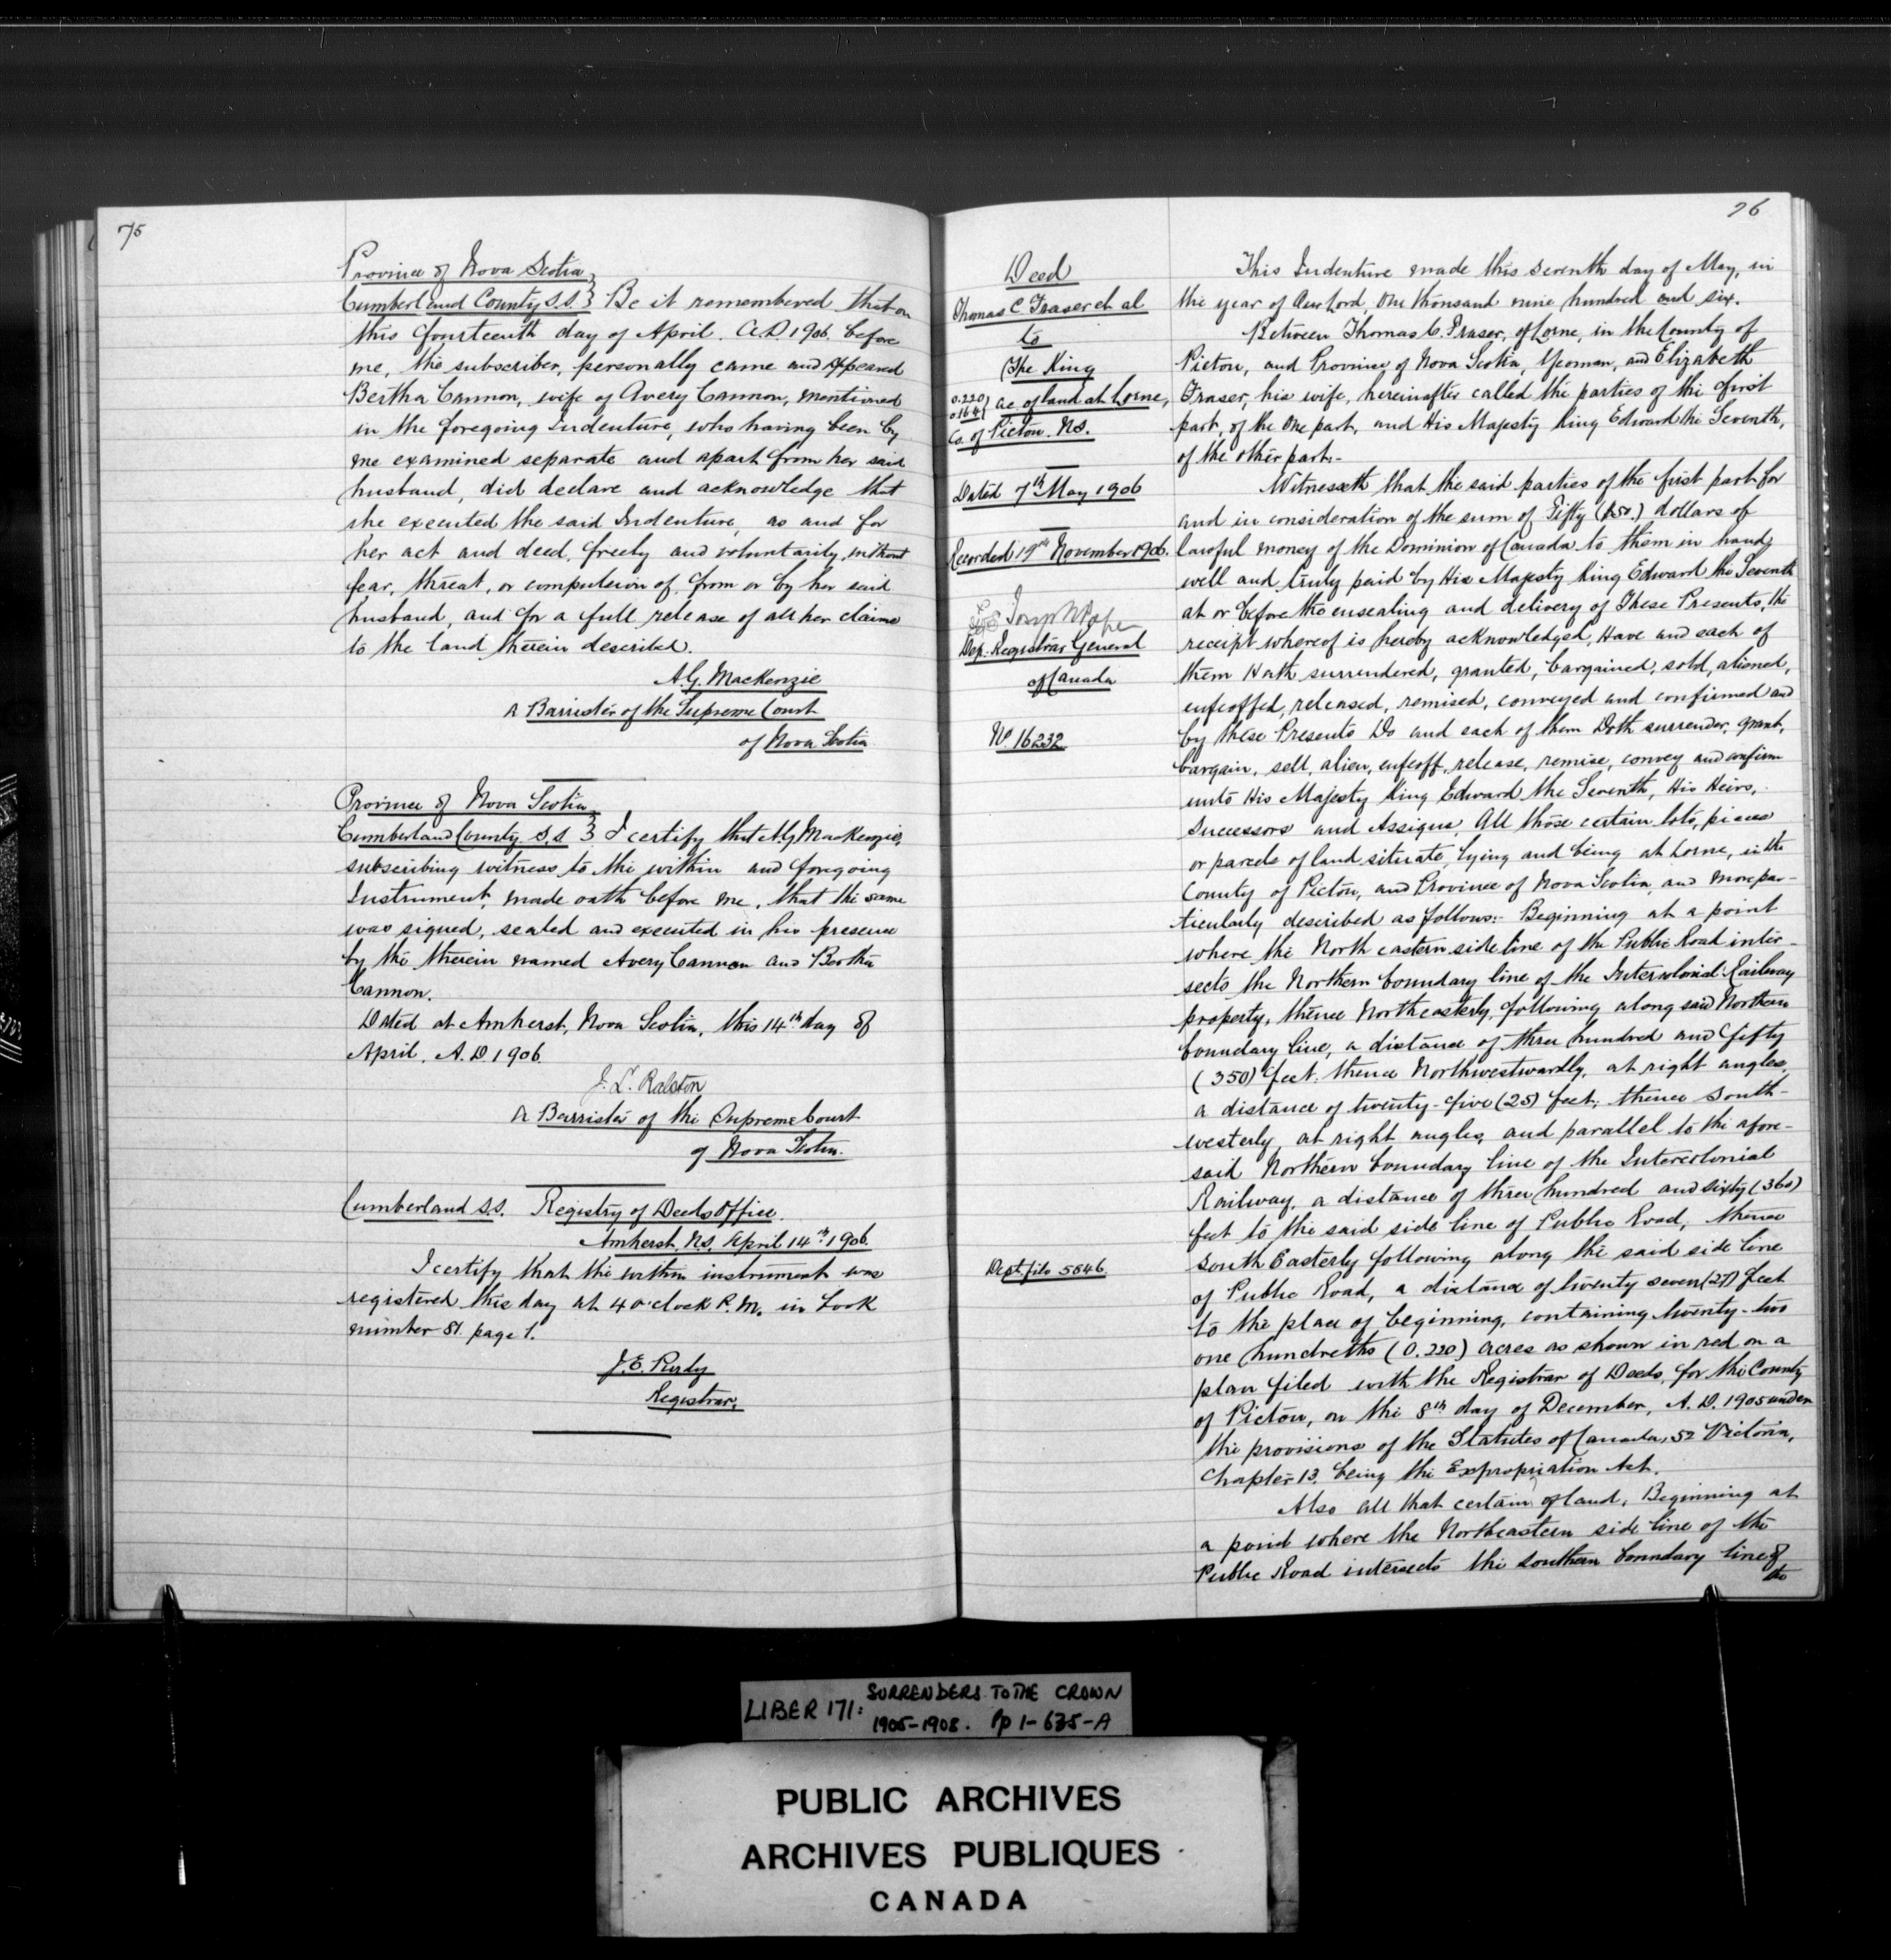 75
Province of Nova Scotia
Cumberland County S.S. } Be it remembered that on
this fourteenth day of April. A.D. 1906. before
me, the subscriber, personally came and appeared
Bertha Cannon, wife of Avery Cannon, mentioned
in the foregoing Indenture, who having been by
me examined separate and apart from her said
husband, did declare and acknowledge that
she executed the said Indenture, as and for
her act and deed, freely and voluntarily, without
fear, threat, or compulsion of, from or by her said
husband, and for a full release of all her claims
to the land therein described.
A.G. MacKenzie
A Barrister of the Supreme Court
of Nova Scotia
Province of Nova Scotia
Cumberland County. S.S. } I certify that A.G. MacKenzie,
subscribing witness to the within and foregoing
Instrument, made oath before me, that the same
was signed, sealed and executed in his presence
by the therein named Avery Cannon and Bertha
Cannon.
Dated at Amherst, Nova Scotia, this 14th day of
April, A.D. 1906.
J. L. Ralston
A Barrister of the Supreme Court
of Nova Scotia.
Cumberland S.S. Registry of Deeds Office.
Amherst, N.S. April 14th 1906.
I certify that the within instrument was
registered this day at 4 o'clock P.M. in book
number 81. page 1.
J. E. Purdy
Registrar.
76
Deed
Thomas C. Fraser et al
to
The King
0.220
0.164 } ac. of land at Lorne,
Co. of Pictou. N.S.
Dated 7th May 1906
Recorded 19th November 1906.
Joseph Pope
Dep. Registrar General
of Canada
No 16232
Dept. file 5846
This Indenture made this seventh day of May, in
the year of Our Lord, One thousand nine hundred and six.
Between Thomas C. Fraser, of Lorne, in the County of
Pictou, and Province of Nova Scotia, Yeoman, and Elizabeth
Fraser, his wife, hereinafter called the parties of the first
part, of the One part, and His Majesty King Edward the Seventh,
of the other part.-
Witnesseth that the said parties of the first part for
and in consideration of the sum of Fifty ($50.) dollars of
lawful money of the Dominion of Canada to them in hand
well and truly paid by His Majesty King Edward the Seventh
at or before the ensealing and delivery of These Presents, the
receipt whereof is hereby acknowledged, Have and each of
them Hath surrendered, granted, bargained, sold, aliened,
enfeoffed, released, remised, conveyed and confirmed and
by these Presents Do and each of them Doth surrender, grant,
bargain, sell, alien, enfeoff, release, remise, convey and confirm
unto His Majesty King Edward the Seventh, His Heirs,
Successors and Assigns, All those certain lots, pieces
or parcels of land situate, lying and being at Lorne, in the
County of Pictou, and Province of Nova Scotia, and more par-
ticularly described as follows:- Beginning at a point
where the North eastern side line of the Public Road inter-
sects the Northern boundary line of the Intercolonial Railway
property, thence Northeasterly, following along said Northern
boundary line, a distance of three hundred and fifty
(350) feet; thence Northwestwardly, at right angles,
a distance of twenty-five (25) feet; thence South-
westerly, at right angles, and parallel to the afore-
said Northern boundary line of the Intercolonial
Railway, a distance of three hundred and sixty (360)
feet to the said side line of Public Road, thence
South Easterly following along the said side line
of Public Road, a distance of twenty seven (27) feet
to the place of beginning, containing twenty-two
one hundreths (0.220) acres as shown in red on a
plan filed with the Registrar of Deeds, for the County
of Pictou, on the 8th day of December, A.D. 1905 under
the provisions of the Statutes of Canada, 52 Victoria,
Chapter 13. being the Expropriation Act.
Also all that certain of land, Beginning at
a point where the Northeastern side line of the
Public Road intersects the southern boundary line of
the
LIBER 171: SURRENDERS TO THE CROWN
1905-1908. Pp 1-635-A
PUBLIC ARCHIVES
ARCHIVES PUBLIQUES
CANADA